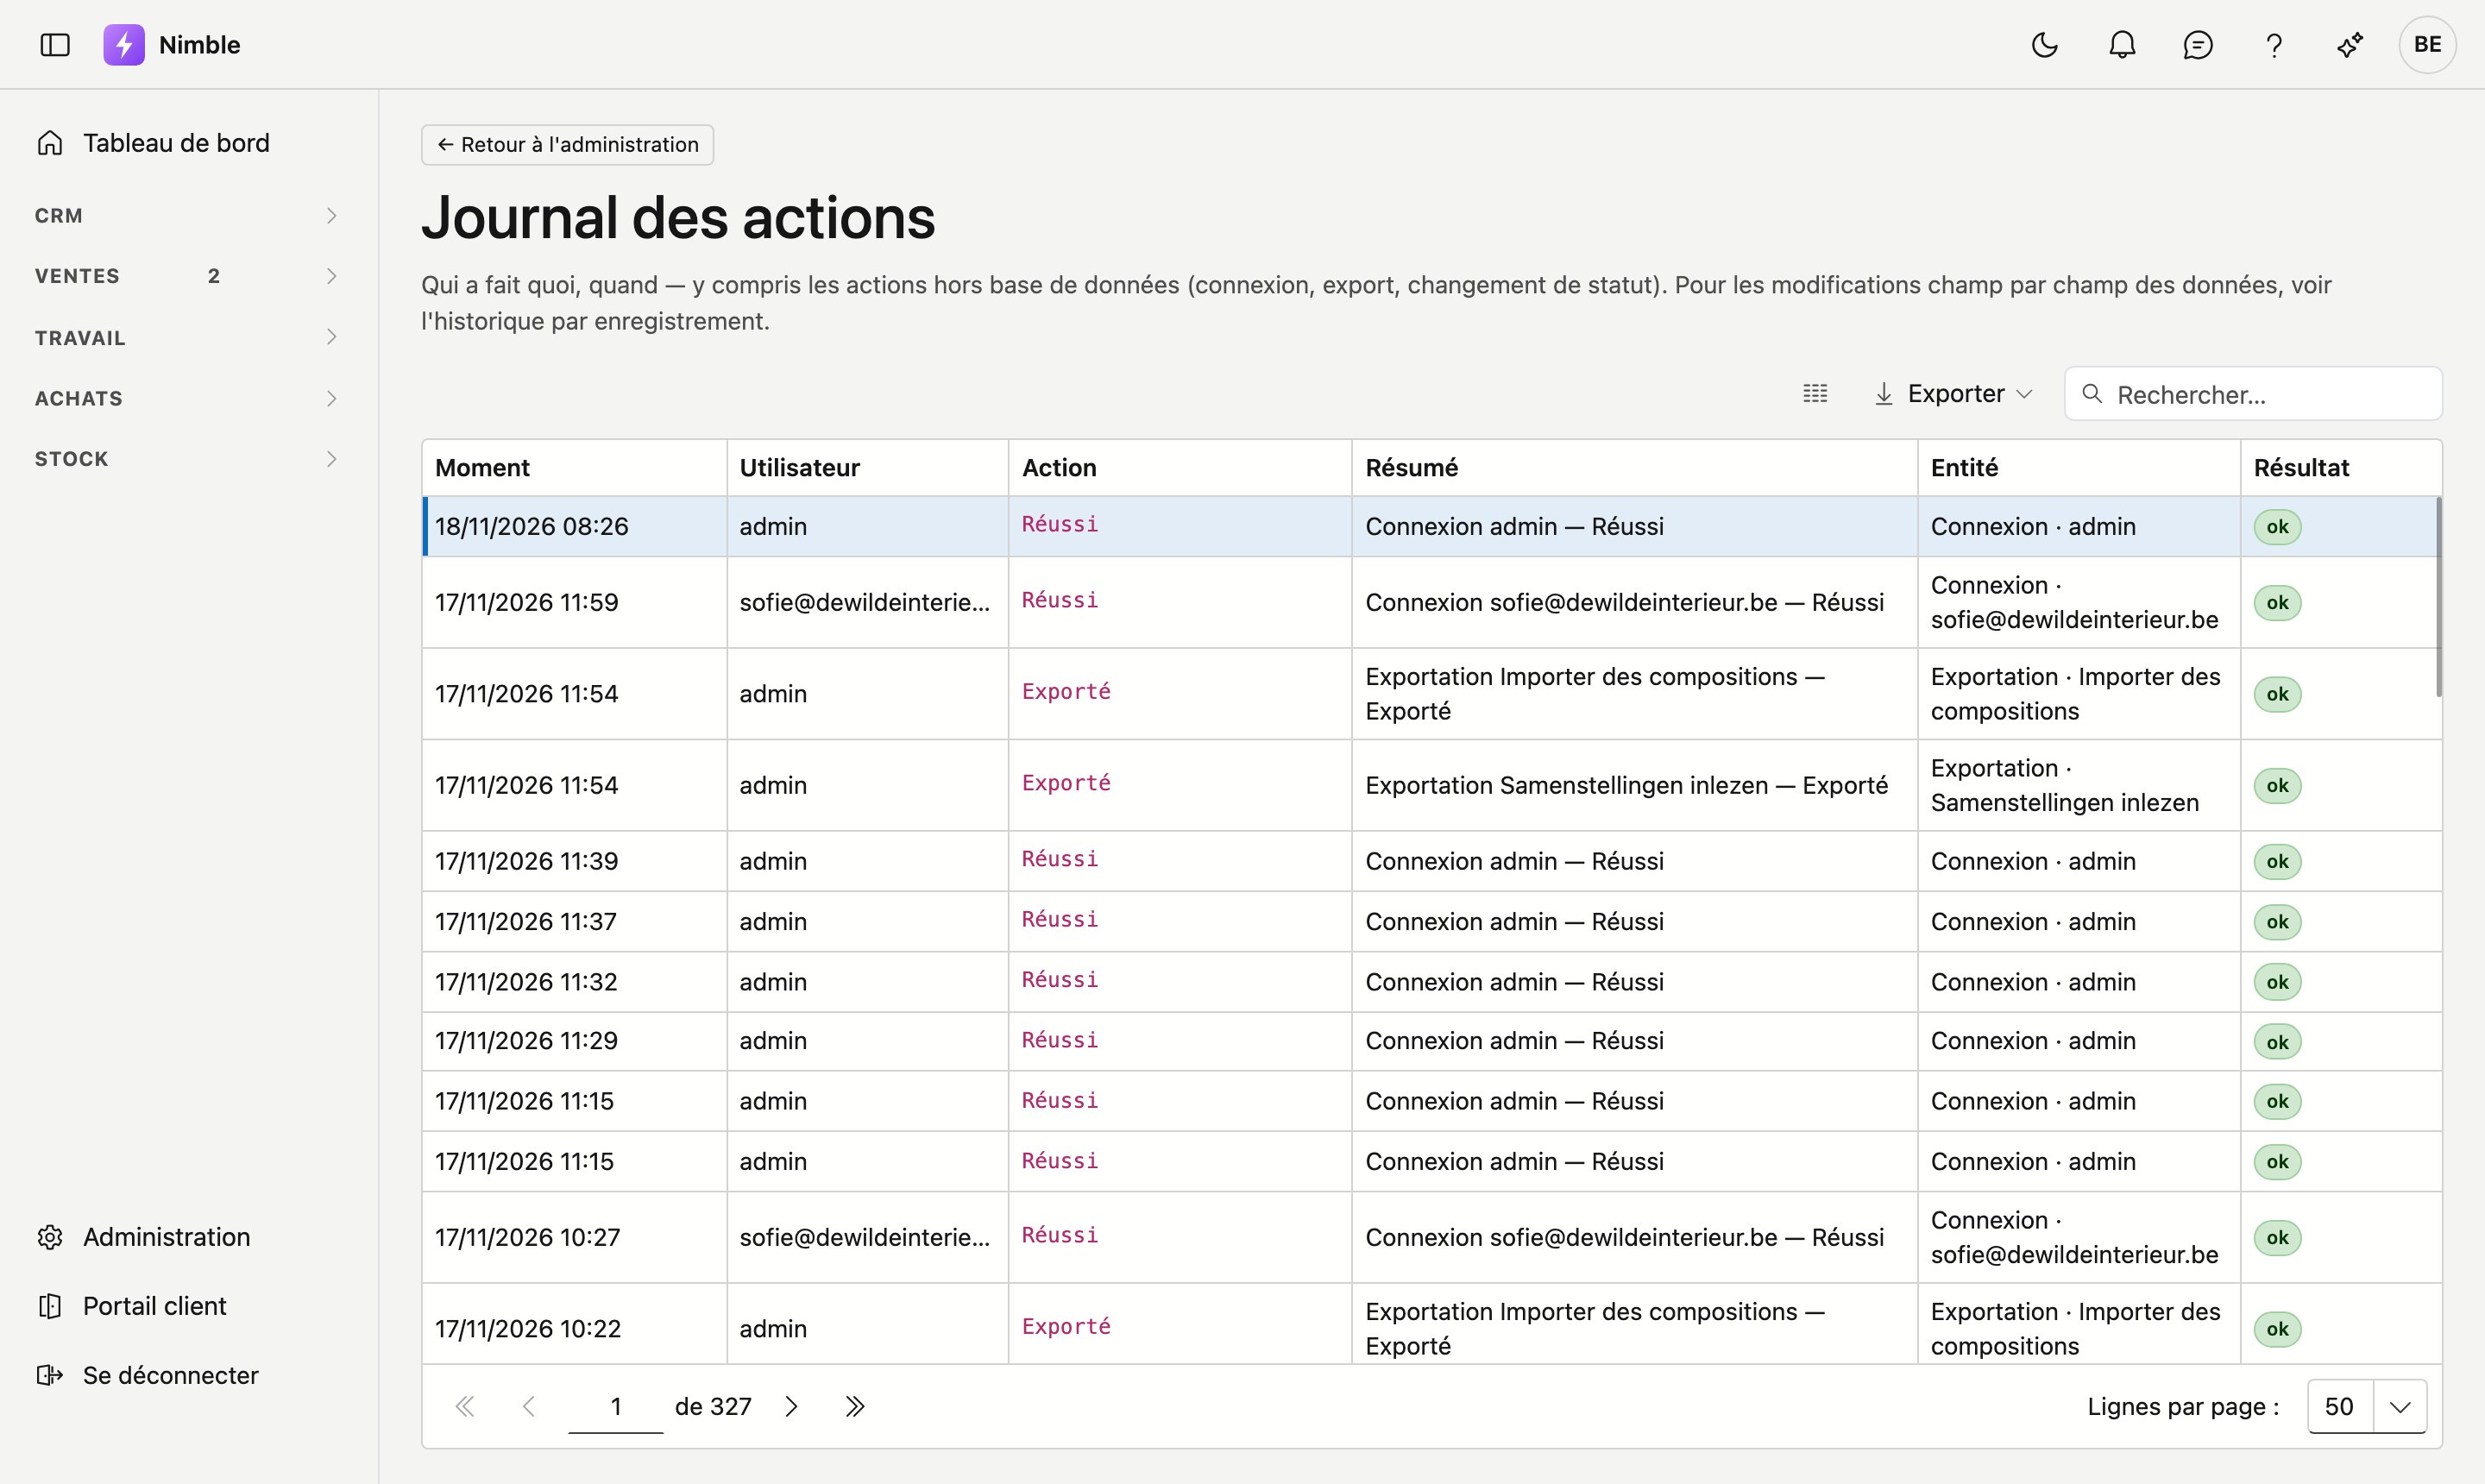 Nimble
BE
Tableau de bord
CRM
VENTES 2
TRAVAIL
ACHATS
STOCK
Administration
Portail client
Se déconnecter
← Retour à l'administration
Journal des actions
Qui a fait quoi, quand — y compris les actions hors base de données (connexion, export, changement de statut). Pour les modifications champ par champ des données, voir
l'historique par enregistrement.
Exporter
Rechercher...
Moment Utilisateur Action Résumé Entité Résultat
18/11/2026 08:26 admin Réussi Connexion admin — Réussi Connexion · admin ok
17/11/2026 11:59 sofie@dewildeinterie... Réussi Connexion sofie@dewildeinterieur.be — Réussi Connexion ·
sofie@dewildeinterieur.be ok
17/11/2026 11:54 admin Exporté Exportation Importer des compositions —
Exporté Exportation · Importer des
compositions ok
17/11/2026 11:54 admin Exporté Exportation Samenstellingen inlezen — Exporté Exportation ·
Samenstellingen inlezen ok
17/11/2026 11:39 admin Réussi Connexion admin — Réussi Connexion · admin ok
17/11/2026 11:37 admin Réussi Connexion admin — Réussi Connexion · admin ok
17/11/2026 11:32 admin Réussi Connexion admin — Réussi Connexion · admin ok
17/11/2026 11:29 admin Réussi Connexion admin — Réussi Connexion · admin ok
17/11/2026 11:15 admin Réussi Connexion admin — Réussi Connexion · admin ok
17/11/2026 11:15 admin Réussi Connexion admin — Réussi Connexion · admin ok
17/11/2026 10:27 sofie@dewildeinterie... Réussi Connexion sofie@dewildeinterieur.be — Réussi Connexion ·
sofie@dewildeinterieur.be ok
17/11/2026 10:22 admin Exporté Exportation Importer des compositions —
Exporté Exportation · Importer des
compositions ok
1 de 327
Lignes par page : 50